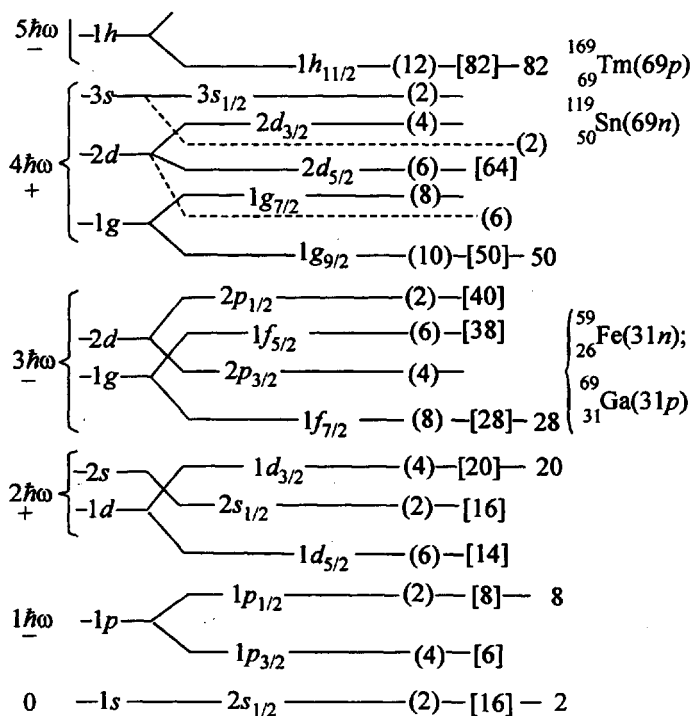 5ħω −1h
− 1h11/2 (12) [82] 82 169 69 Tm(69p)
−3s 3s1/2 (2)
2d3/2 (4) 119 50 Sn(69n)
(2)
4ħω −2d
+ 2d5/2 (6) [64]
1g7/2 (8)
−1g (6)
1g9/2 (10) [50] 50
2p1/2 (2) [40]
−2d 1f5/2 (6) [38] 59 26 Fe(31n);
3ħω
− −1g 2p3/2 (4)
69 31 Ga(31p)
1f7/2 (8) [28] 28
−2s 1d3/2 (4) [20] 20
2ħω
+ −1d 2s1/2 (2) [16]
1d5/2 (6) [14]
1p1/2 (2) [8] 8
1ħω −1p
−
1p3/2 (4) [6]
0 −1s 2s1/2 (2) [16] 2